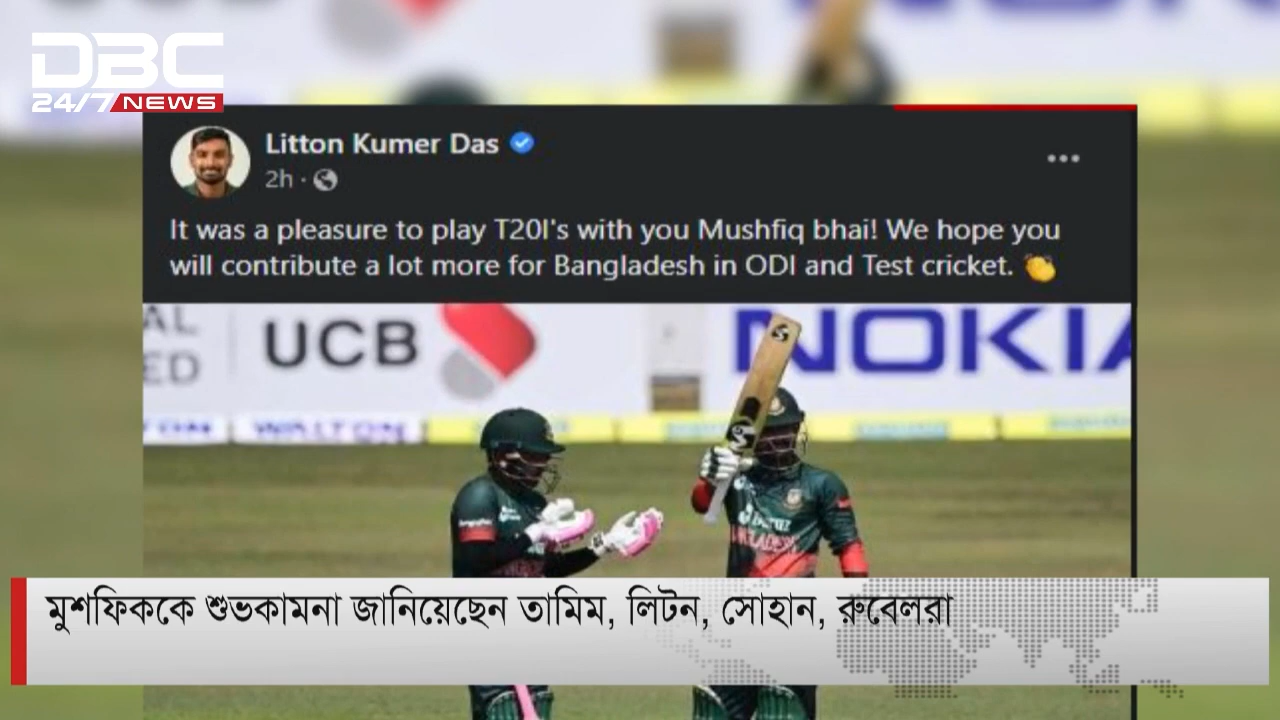 DBC
24/7 NEWS
Litton Kumer Das
2h ·
It was a pleasure to play T20I's with you Mushfiq bhai! We hope you
will contribute a lot more for Bangladesh in ODI and Test cricket.
UCB
NOKIA
WALTON
BANGLADESH
মুশফিককে শুভকামনা জানিয়েছেন তামিম, লিটন, সোহান, রুবেলরা